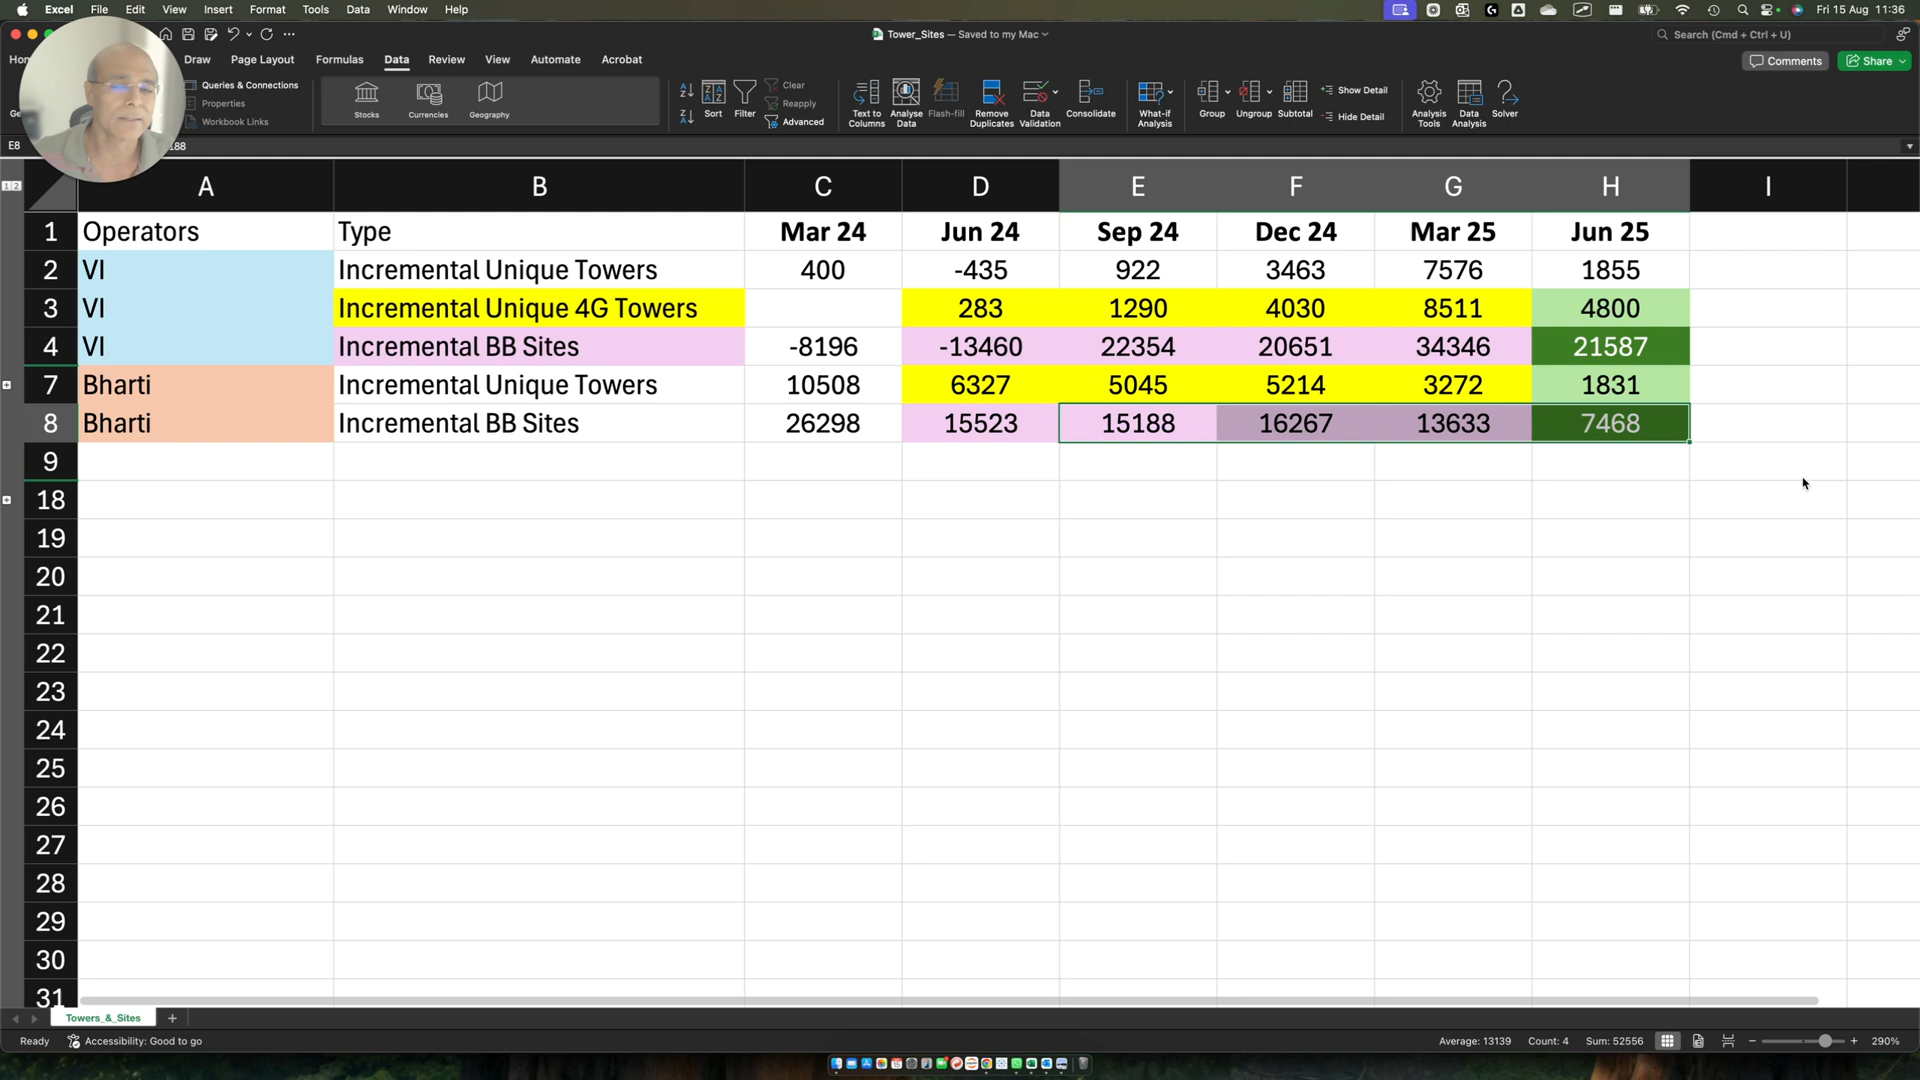 Excel File Edit View Insert Format Tools Data Window Help Fri 15 Aug 11:36
Tower_Sites — Saved to my Mac Search (Cmd + Ctrl + U)
Draw Page Layout Formulas Data Review View Automate Acrobat Comments Share
Queries & Connections
Properties
Workbook Links
Stocks Currencies Geography
Sort Filter
Clear
Reapply
Advanced
Text to Columns
Analyse Data
Flash-fill
Remove Duplicates
Data Validation
Consolidate
What-if Analysis
Group Ungroup Subtotal
Show Detail
Hide Detail
Analysis Tools
Data Analysis
Solver
E8 188
1 2 A B C D E F G H I
1 Operators Type Mar 24 Jun 24 Sep 24 Dec 24 Mar 25 Jun 25
2 VI Incremental Unique Towers 400 -435 922 3463 7576 1855
3 VI Incremental Unique 4G Towers 283 1290 4030 8511 4800
4 VI Incremental BB Sites -8196 -13460 22354 20651 34346 21587
7 Bharti Incremental Unique Towers 10508 6327 5045 5214 3272 1831
8 Bharti Incremental BB Sites 26298 15523 15188 16267 13633 7468
9
18
19
20
21
22
23
24
25
26
27
28
29
30
31
Towers_&_Sites
Ready Accessibility: Good to go Average: 13139 Count: 4 Sum: 52556 290%